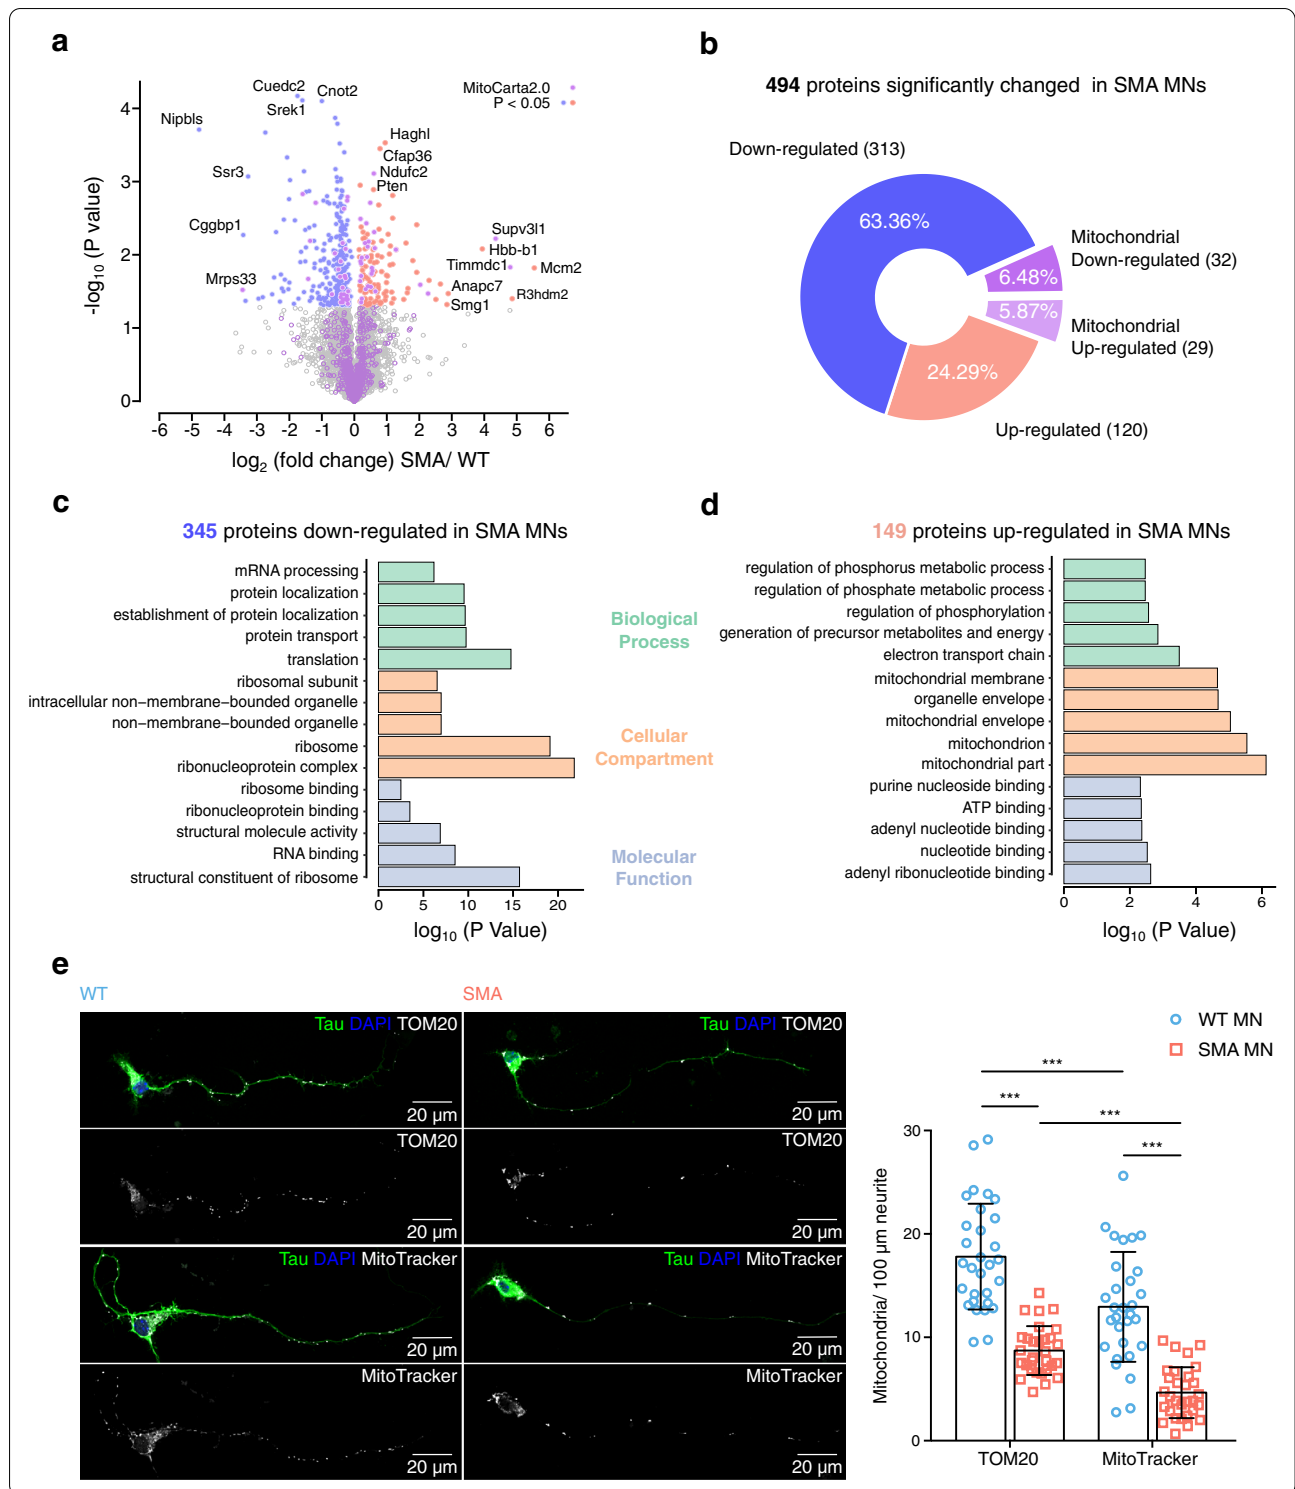 a
Cuedc2
Cnot2
Srek1
Nipbls
Ssr3
Cggbp1
Mrps33
MitoCarta2.0
P < 0.05
Haghl
Cfap36
Ndufc2
Pten
Supv3l1
Hbb-b1
Timmdc1
Mcm2
Anapc7
R3hdm2
Smg1
-log10 (P value)
4
3
2
1
0
-6 -5 -4 -3 -2 -1 0 1 2 3 4 5 6
log2 (fold change) SMA/ WT
b
494 proteins significantly changed in SMA MNs
Down-regulated (313)
63.36%
Mitochondrial
Down-regulated (32)
6.48%
5.87%
Mitochondrial
Up-regulated (29)
24.29%
Up-regulated (120)
c
345 proteins down-regulated in SMA MNs
mRNA processing
protein localization
establishment of protein localization
protein transport
translation
ribosomal subunit
intracellular non−membrane−bounded organelle
non−membrane−bounded organelle
ribosome
ribonucleoprotein complex
ribosome binding
ribonucleoprotein binding
structural molecule activity
RNA binding
structural constituent of ribosome
0 5 10 15 20
log10 (P Value)
Biological
Process
Cellular
Compartment
Molecular
Function
d
149 proteins up-regulated in SMA MNs
regulation of phosphorus metabolic process
regulation of phosphate metabolic process
regulation of phosphorylation
generation of precursor metabolites and energy
electron transport chain
mitochondrial membrane
organelle envelope
mitochondrial envelope
mitochondrion
mitochondrial part
purine nucleoside binding
ATP binding
adenyl nucleotide binding
nucleotide binding
adenyl ribonucleotide binding
0 2 4 6
log10 (P Value)
e
WT
SMA
Tau DAPI TOM20
20 µm
Tau DAPI TOM20
20 µm
TOM20
20 µm
TOM20
20 µm
Tau DAPI MitoTracker
20 µm
Tau DAPI MitoTracker
20 µm
MitoTracker
20 µm
MitoTracker
20 µm
WT MN
SMA MN
***
***
***
***
Mitochondria/ 100 µm neurite
30
20
10
0
TOM20 MitoTracker